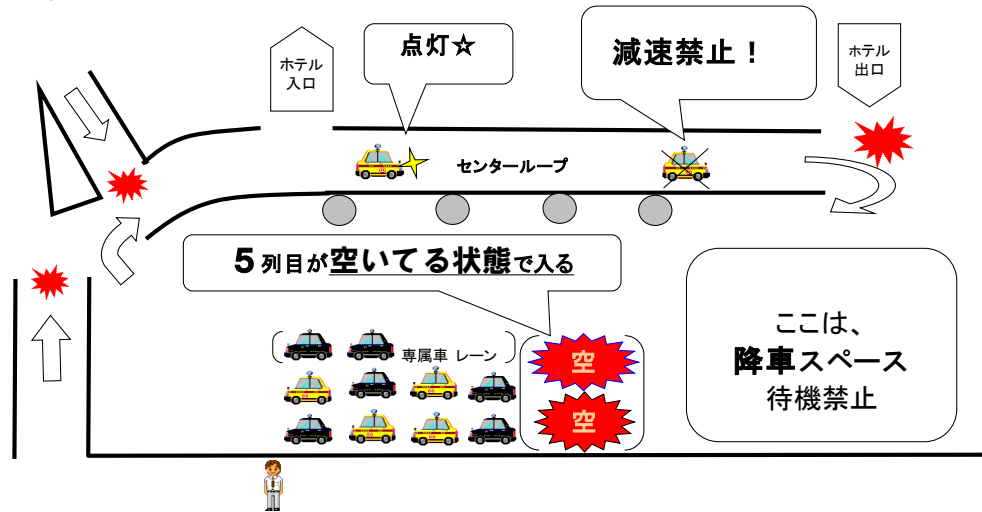 点灯☆
減速禁止！
ホテル
入口
ホテル
出口
センターループ
５列目が空いてる状態で入る
専属車 レーン
空
空
ここは、
降車スペース
待機禁止